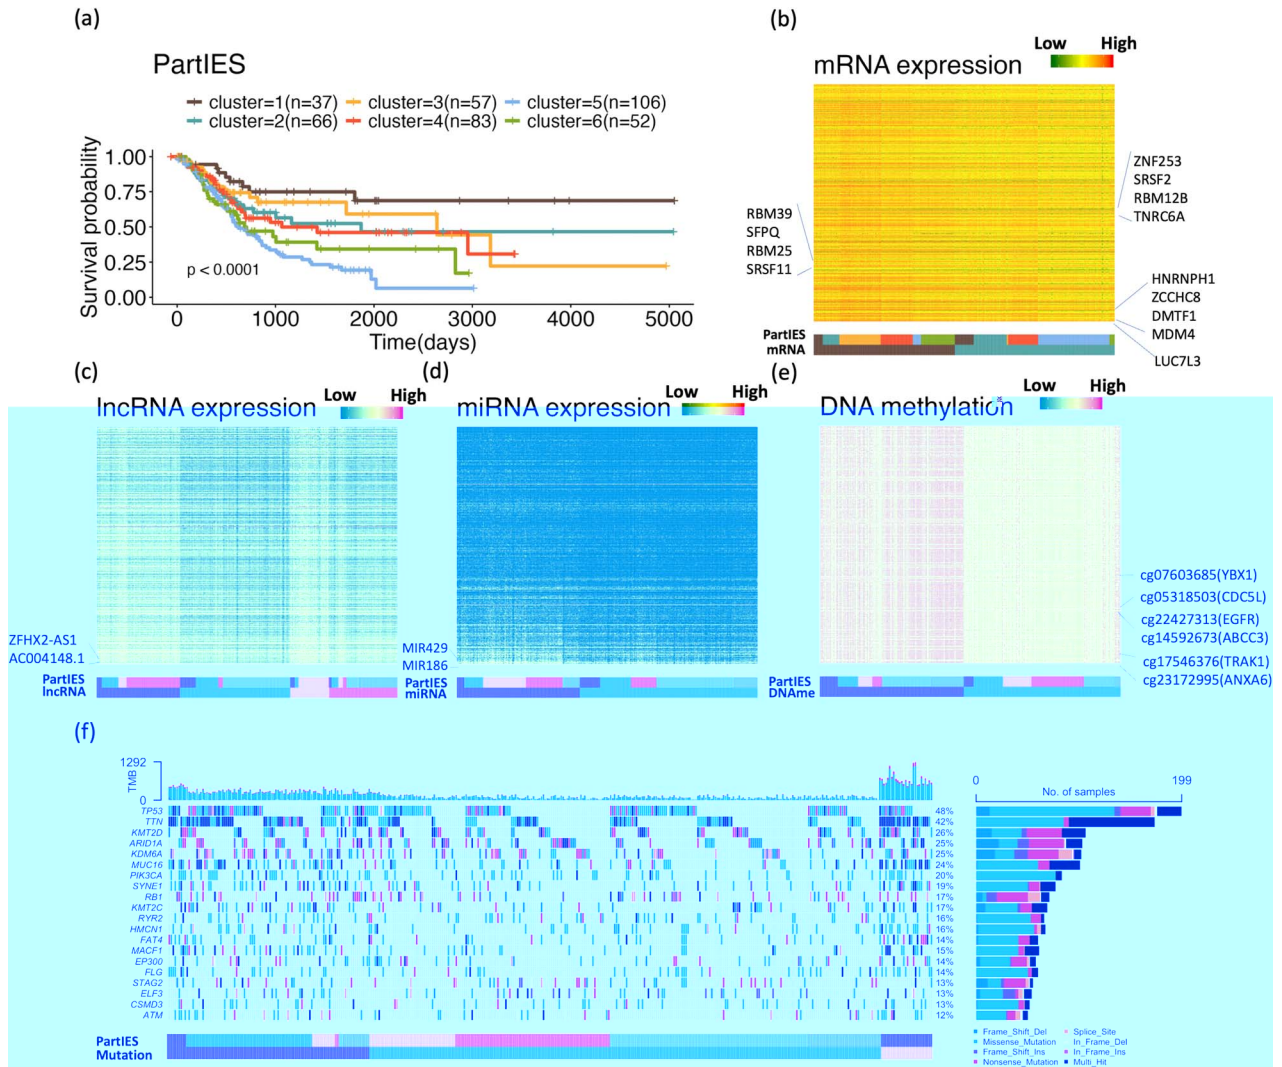 (a)
PartIES
cluster=1(n=37) cluster=3(n=57) cluster=5(n=106)
cluster=2(n=66) cluster=4(n=83) cluster=6(n=52)
Survival probability
1.00
0.75
0.50
0.25
0.00
p < 0.0001
0 1000 2000 3000 4000 5000
Time(days)
(b)
Low High
mRNA expression
RBM39
SFPQ
RBM25
SRSF11
ZNF253
SRSF2
RBM12B
TNRC6A
HNRNPH1
ZCCHC8
DMTF1
MDM4
LUC7L3
PartIES
mRNA
(c)
Low High
lncRNA expression
ZFHX2-AS1
AC004148.1
PartIES
lncRNA
(d)
Low High
miRNA expression
MIR429
MIR186
PartIES
miRNA
(e)
Low High
DNA methylation
cg07603685(YBX1)
cg05318503(CDC5L)
cg22427313(EGFR)
cg14592673(ABCC3)
cg17546376(TRAK1)
cg23172995(ANXA6)
PartIES
DNAme
(f)
1292
TMB
0
0 199
No. of samples
TP53 48%
TTN 42%
KMT2D 26%
ARID1A 25%
KDM6A 25%
MUC16 24%
PIK3CA 20%
SYNE1 19%
RB1 17%
KMT2C 17%
RYR2 16%
HMCN1 16%
FAT4 14%
MACF1 15%
EP300 14%
FLG 14%
STAG2 13%
ELF3 13%
CSMD3 13%
ATM 12%
PartIES
Mutation
Frame_Shift_Del Splice_Site
Missense_Mutation In_Frame_Del
Frame_Shift_Ins In_Frame_Ins
Nonsense_Mutation Multi_Hit